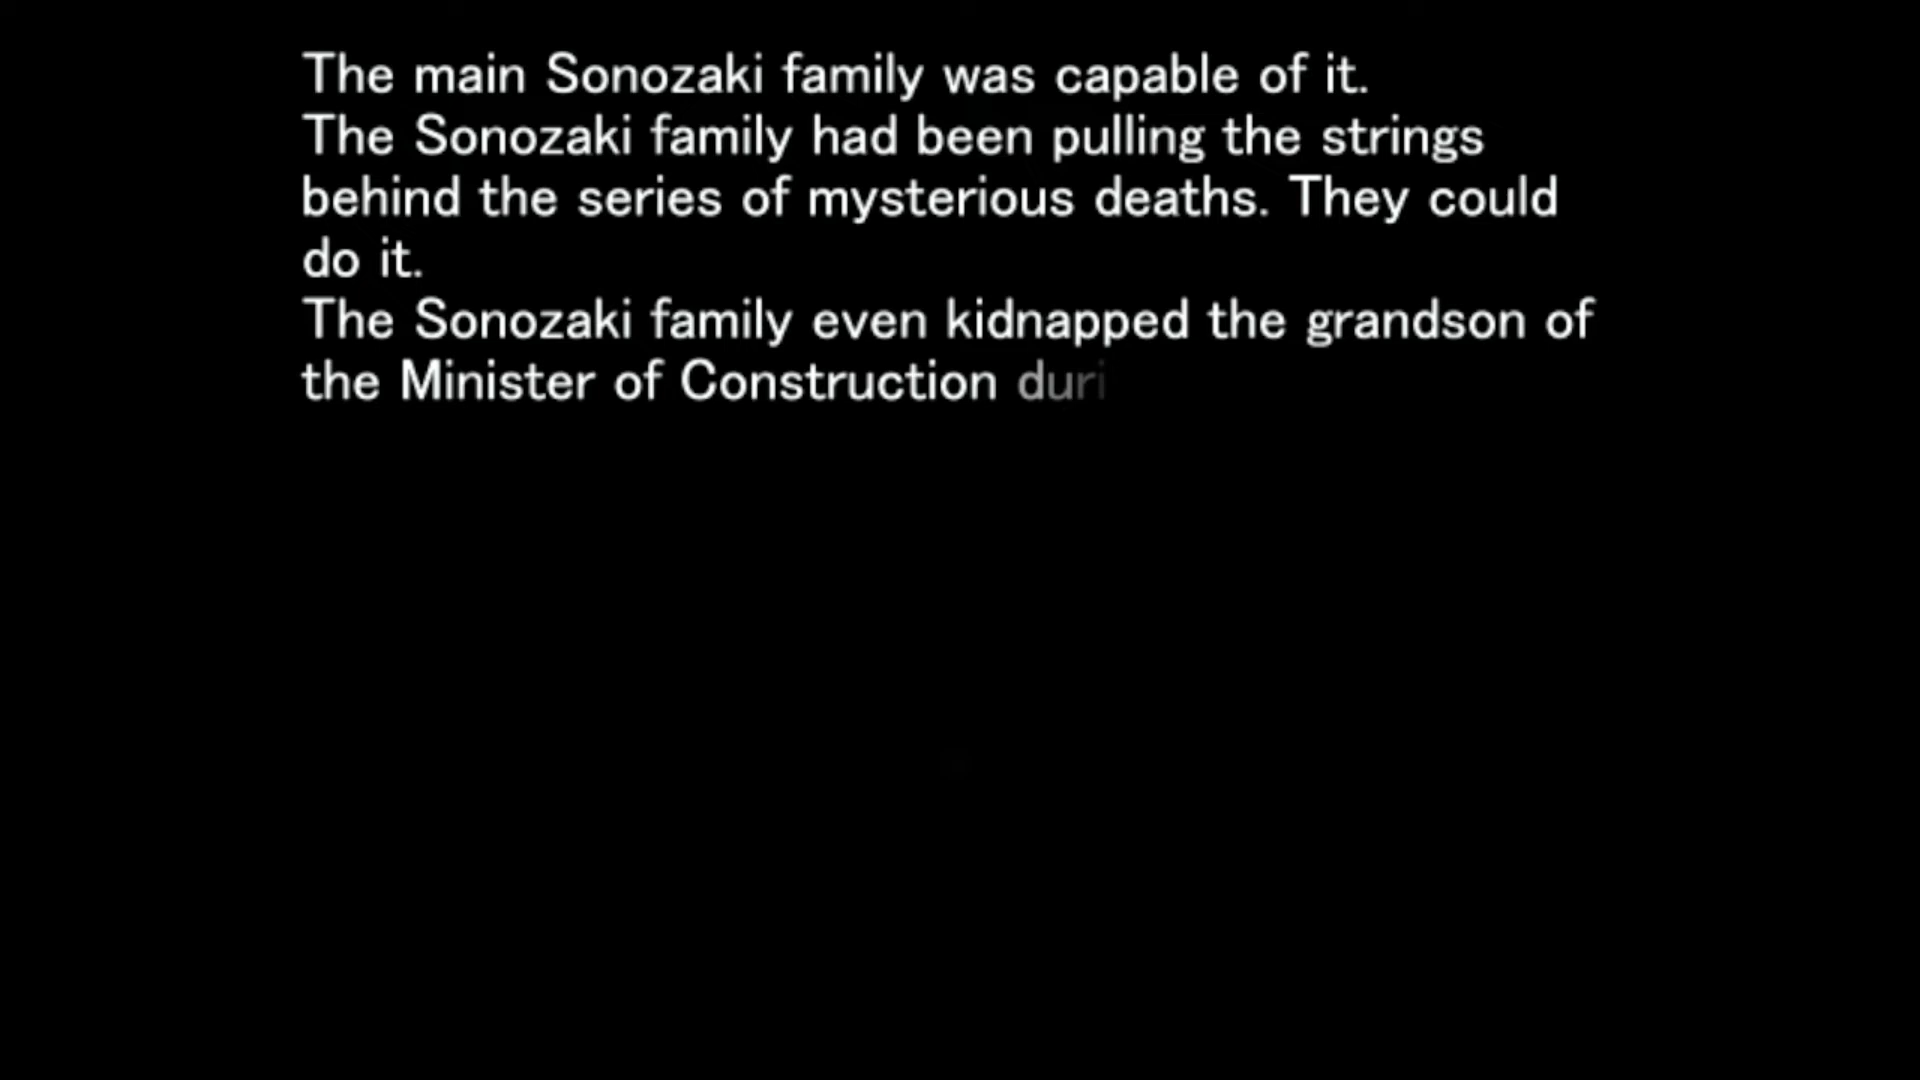 The main Sonozaki family was capable of it.
The Sonozaki family had been pulling the strings
behind the series of mysterious deaths. They could
do it.
The Sonozaki family even kidnapped the grandson of
the Minister of Construction duri